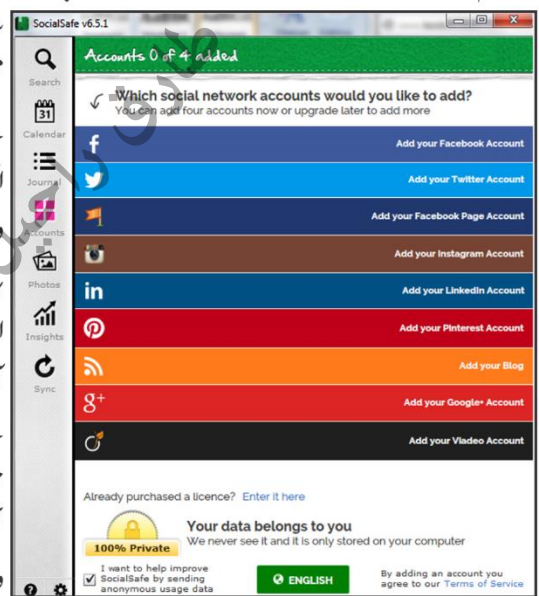 SocialSafe v6.5.1
Accounts 0 of 4 added
Search
Calendar
31
Journal
Accounts
Photos
Insights
Sync
Which social network accounts would you like to add?
You can add four accounts now or upgrade later to add more
Add your Facebook Account
Add your Twitter Account
Add your Facebook Page Account
Add your Instagram Account
Add your LinkedIn Account
Add your Pinterest Account
Add your Blog
Add your Google+ Account
Add your Viadeo Account
Already purchased a licence? Enter it here
100% Private
Your data belongs to you
We never see it and it is only stored on your computer
I want to help improve
SocialSafe by sending
anonymous usage data
ENGLISH
By adding an account you
agree to our Terms of Service